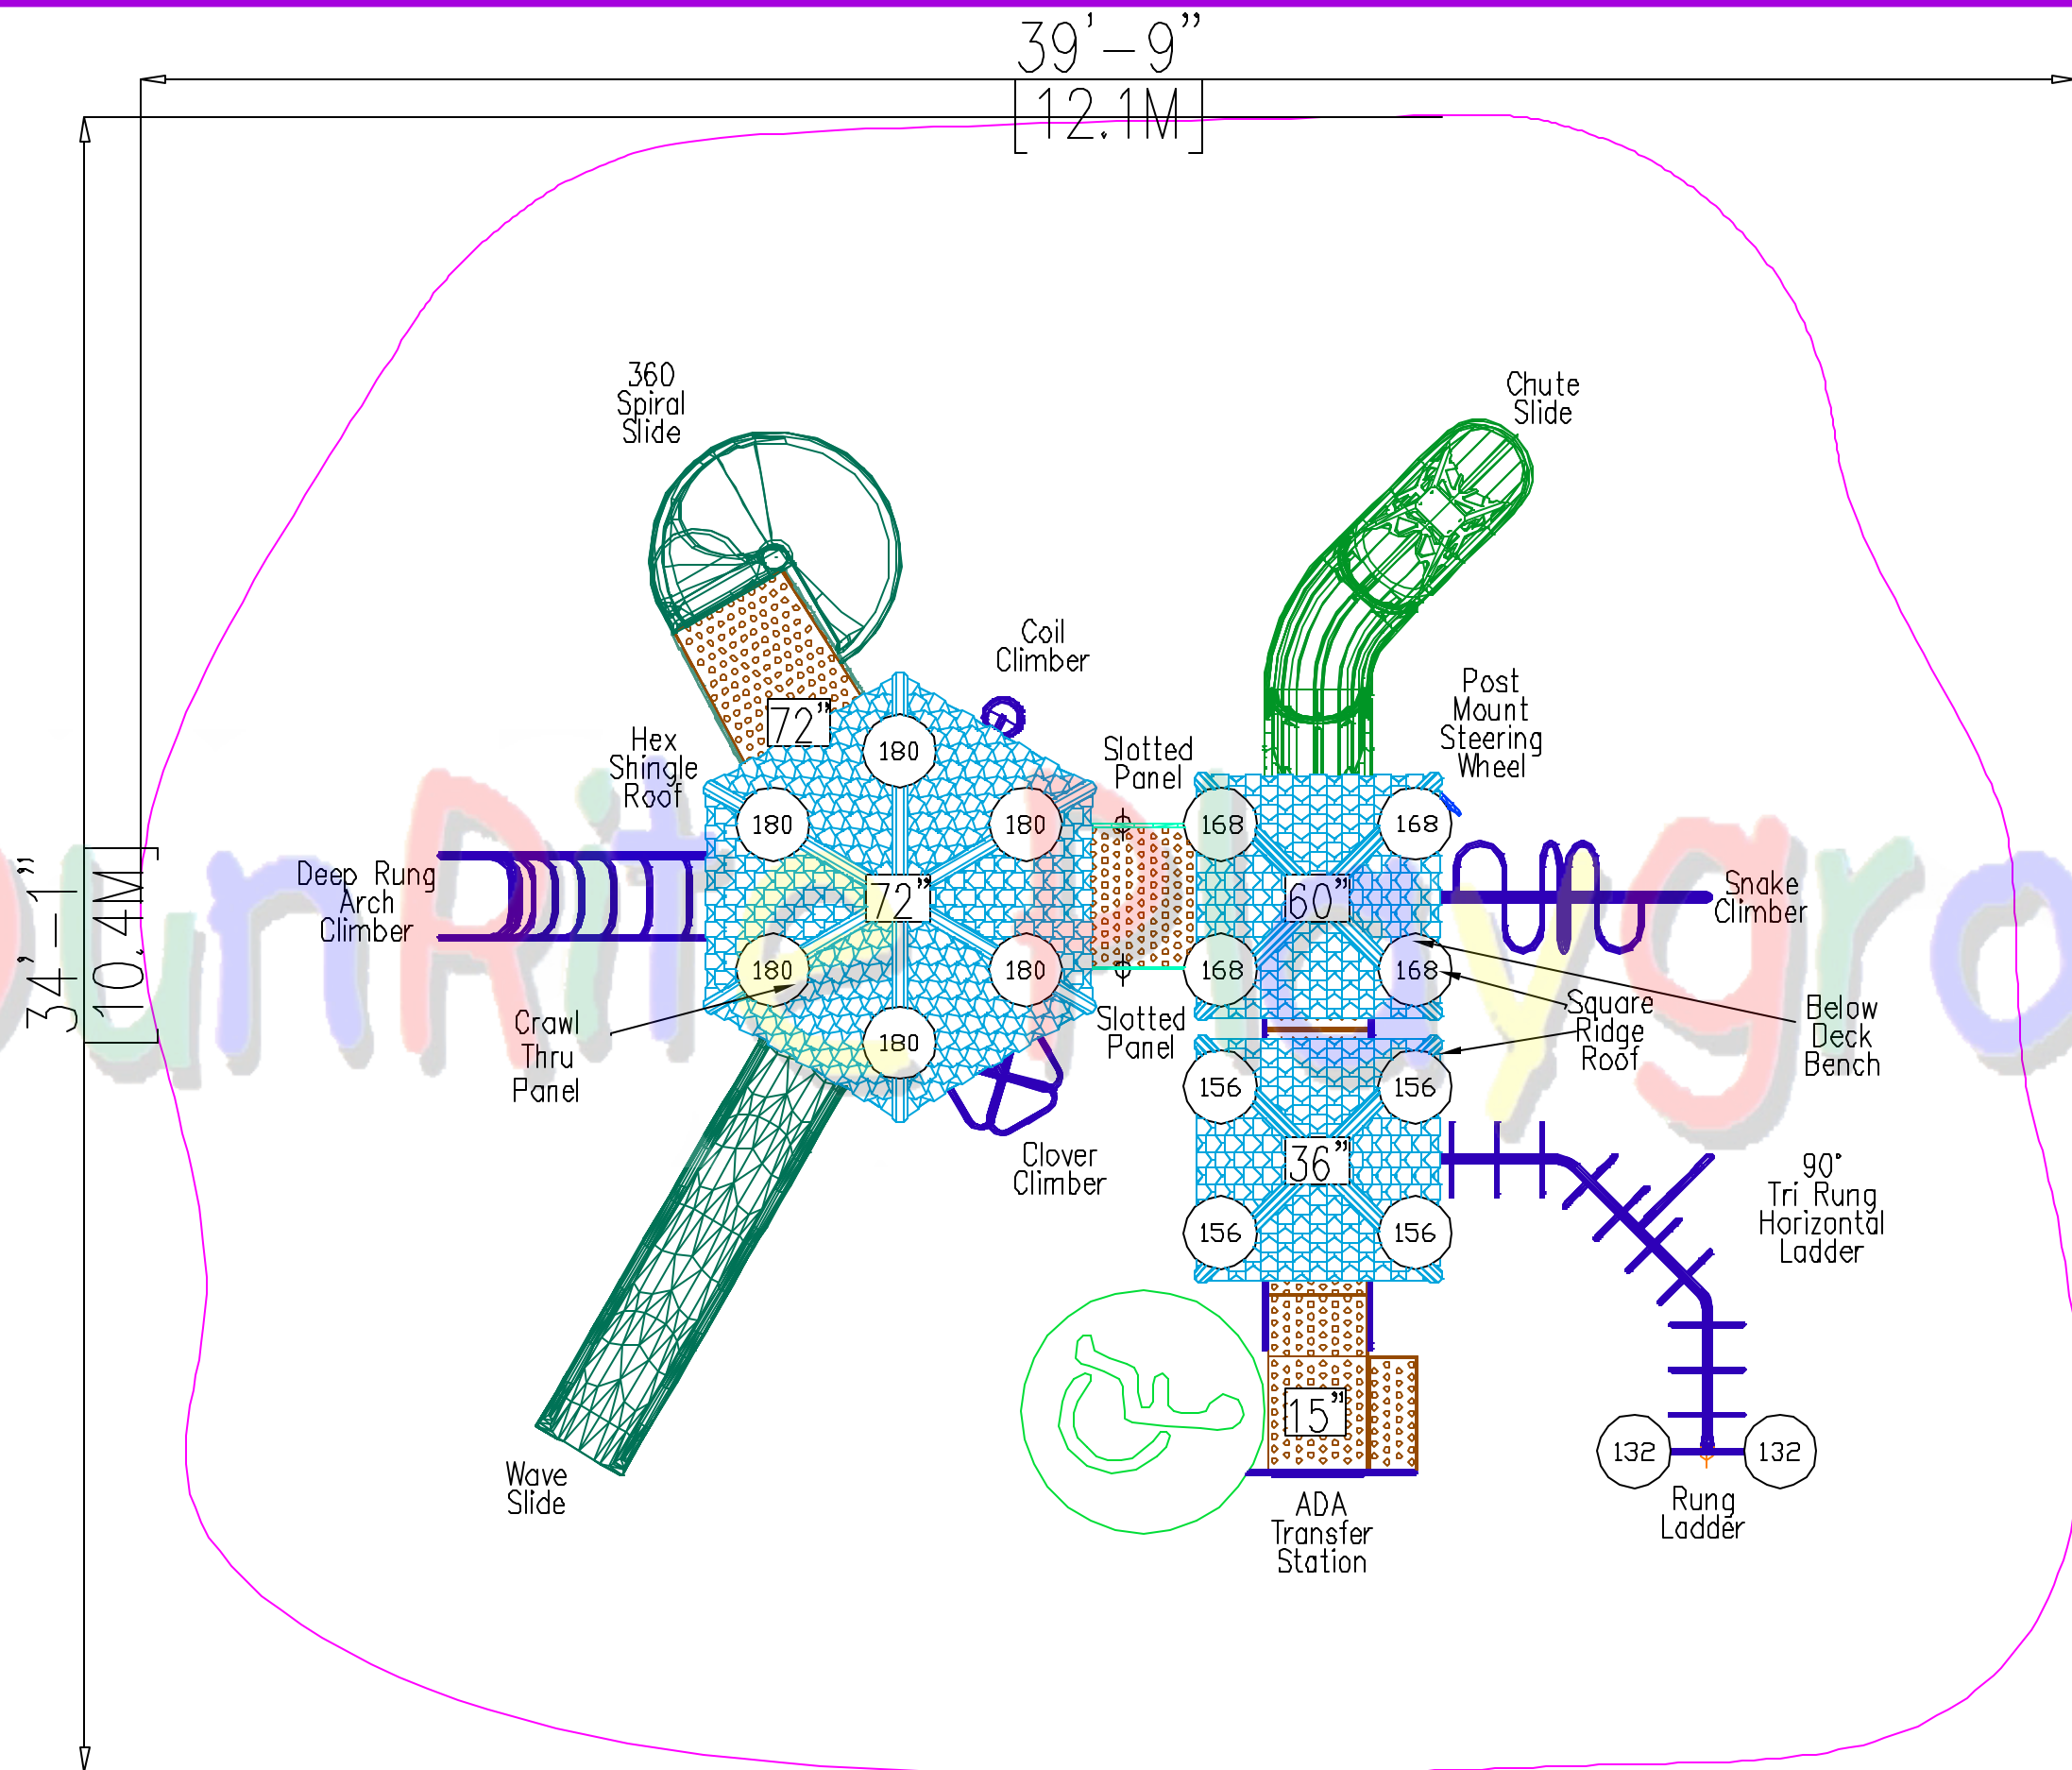 39'-9"
[12.1M]
34'-1"
[10.4M]
360
Spiral
Slide
Chute
Slide
Coil
Climber
Post
Mount
Steering
Wheel
Slotted
Panel
Hex
Shingle
Roof
72"
180
180
180
168
168
Deep Rung
Arch
Climber
72"
60"
Snake
Climber
180
180
168
168
Square
Ridge
Roof
Below
Deck
Bench
Crawl
Thru
Panel
Slotted
Panel
180
156
156
Clover
Climber
36"
90°
Tri Rung
Horizontal
Ladder
156
156
15"
132
132
Wave
Slide
ADA
Transfer
Station
Rung
Ladder
unRite Playgro